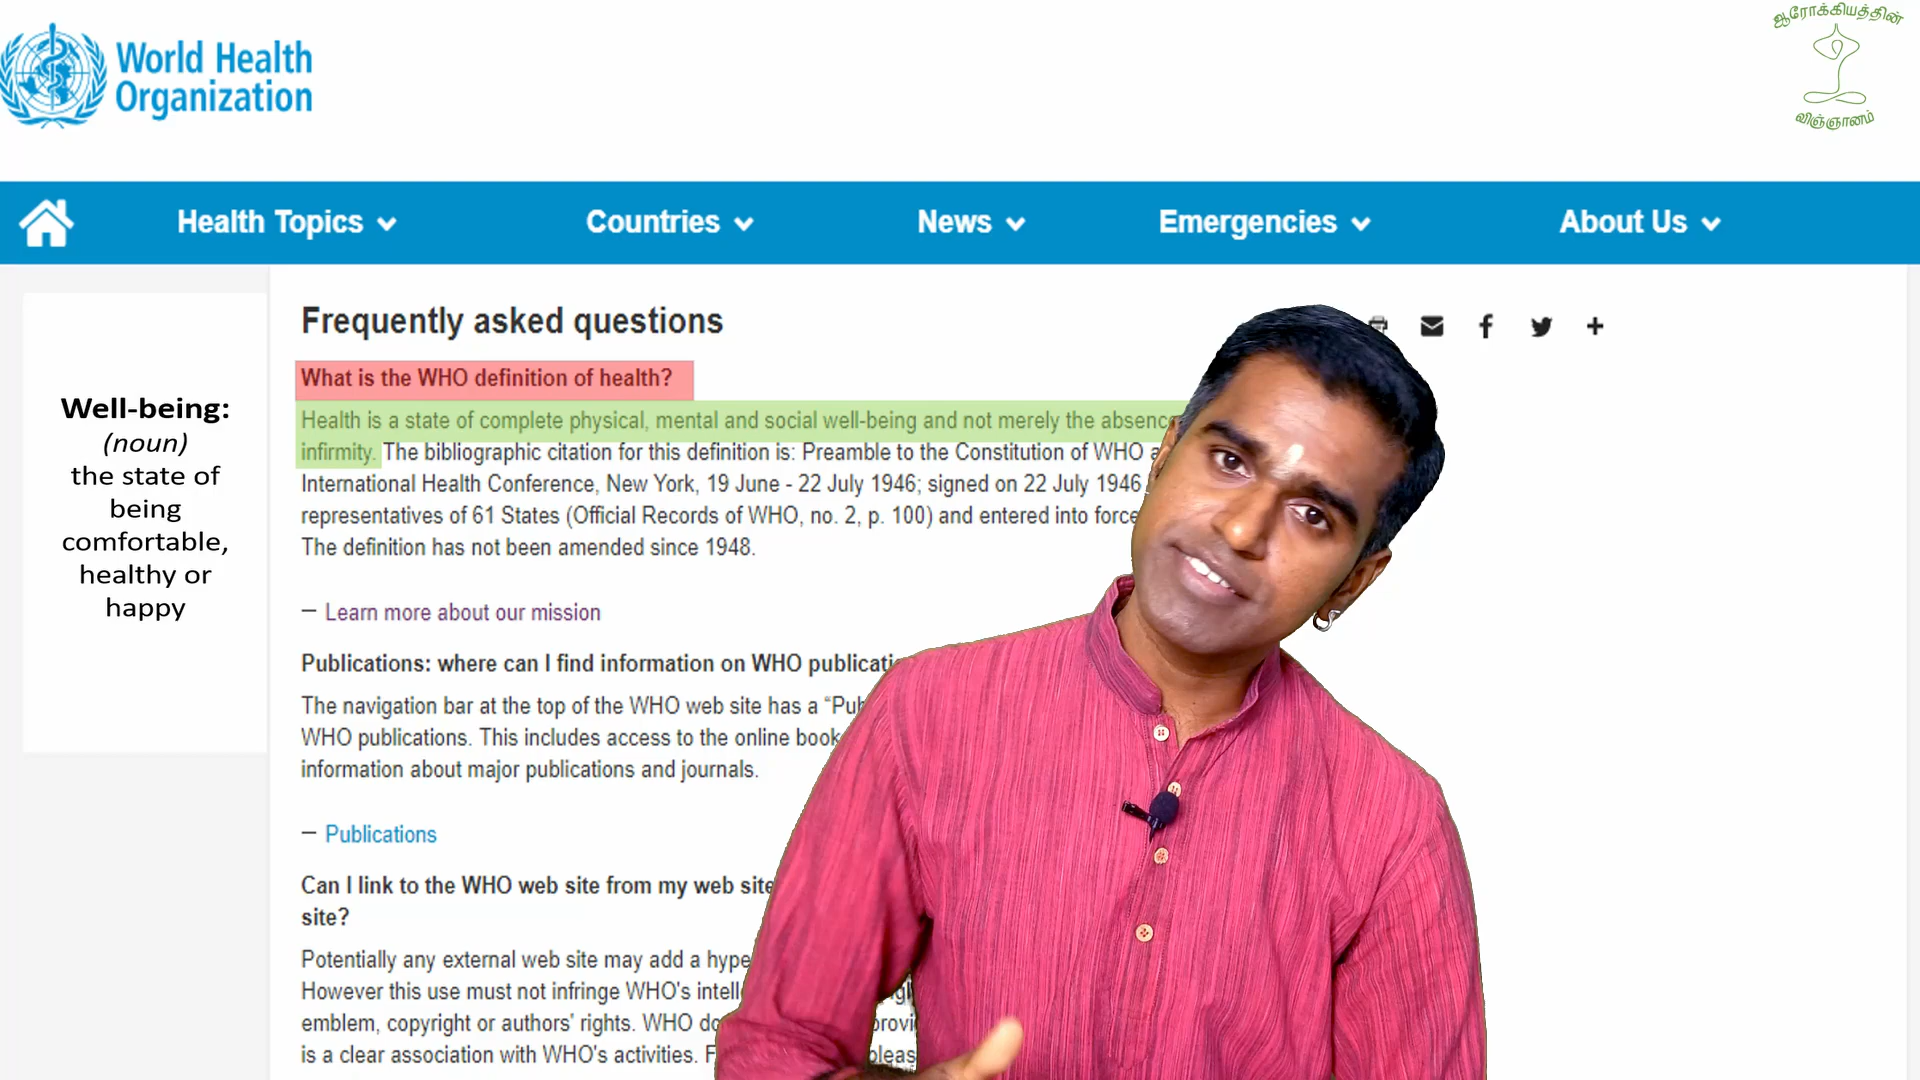 World Health
Organization
ஆரோக்கியத்தின்
விஞ்ஞானம்
Health Topics
Countries
News
Emergencies
About Us
Well-being:
(noun)
the state of
being
comfortable,
healthy or
happy
Frequently asked questions
What is the WHO definition of health?
Health is a state of complete physical, mental and social well-being and not merely the absenc
infirmity. The bibliographic citation for this definition is: Preamble to the Constitution of WHO a
International Health Conference, New York, 19 June - 22 July 1946; signed on 22 July 1946
representatives of 61 States (Official Records of WHO, no. 2, p. 100) and entered into force
The definition has not been amended since 1948.
— Learn more about our mission
Publications: where can I find information on WHO publicati
The navigation bar at the top of the WHO web site has a “Pub
WHO publications. This includes access to the online book
information about major publications and journals.
— Publications
Can I link to the WHO web site from my web site
site?
Potentially any external web site may add a hype
However this use must not infringe WHO's intelle
emblem, copyright or authors' rights. WHO do provi
is a clear association with WHO's activities. F pleas